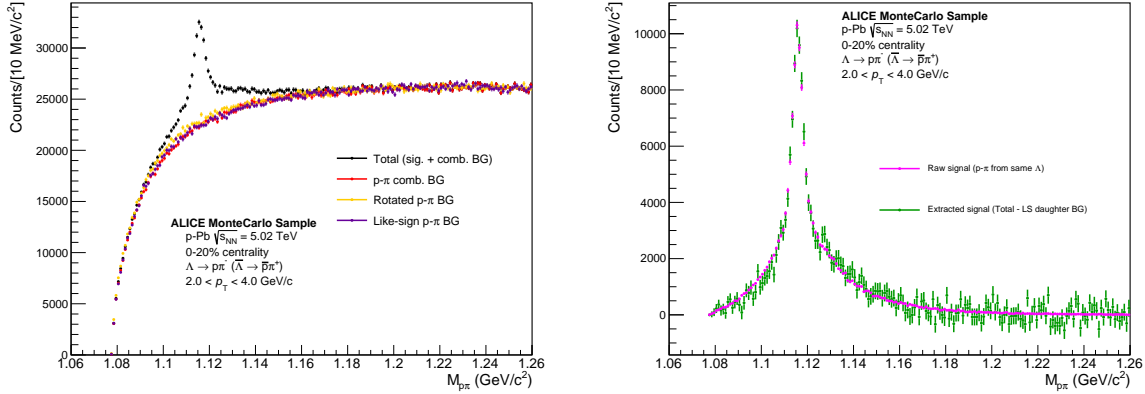 Counts/[10 MeV/c²]
30000
25000
20000
15000
10000
5000
0
1.06 1.08 1.1 1.12 1.14 1.16 1.18 1.2 1.22 1.24 1.26
M_pπ (GeV/c²)
Total (sig. + comb. BG)
p-π comb. BG
Rotated p-π BG
Like-sign p-π BG
ALICE MonteCarlo Sample
p-Pb √s_NN = 5.02 TeV
0-20% centrality
Λ → pπ⁻ (Λ̅ → p̅π⁺)
2.0 < p_T < 4.0 GeV/c
Counts/[10 MeV/c²]
10000
8000
6000
4000
2000
0
1.06 1.08 1.1 1.12 1.14 1.16 1.18 1.2 1.22 1.24 1.26
M_pπ (GeV/c²)
ALICE MonteCarlo Sample
p-Pb √s_NN = 5.02 TeV
0-20% centrality
Λ → pπ⁻ (Λ̅ → p̅π⁺)
2.0 < p_T < 4.0 GeV/c
Raw signal (p-π from same Λ)
Extracted signal (Total - LS daughter BG)